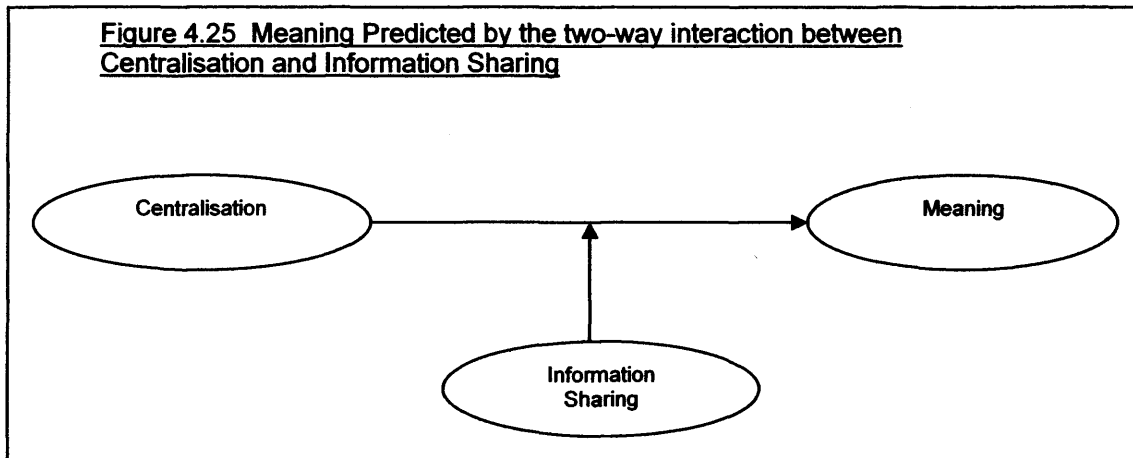 Figure 4.25 Meaning Predicted by the two-way interaction between
Centralisation and Information Sharing
Centralisation
Meaning
Information
Sharing